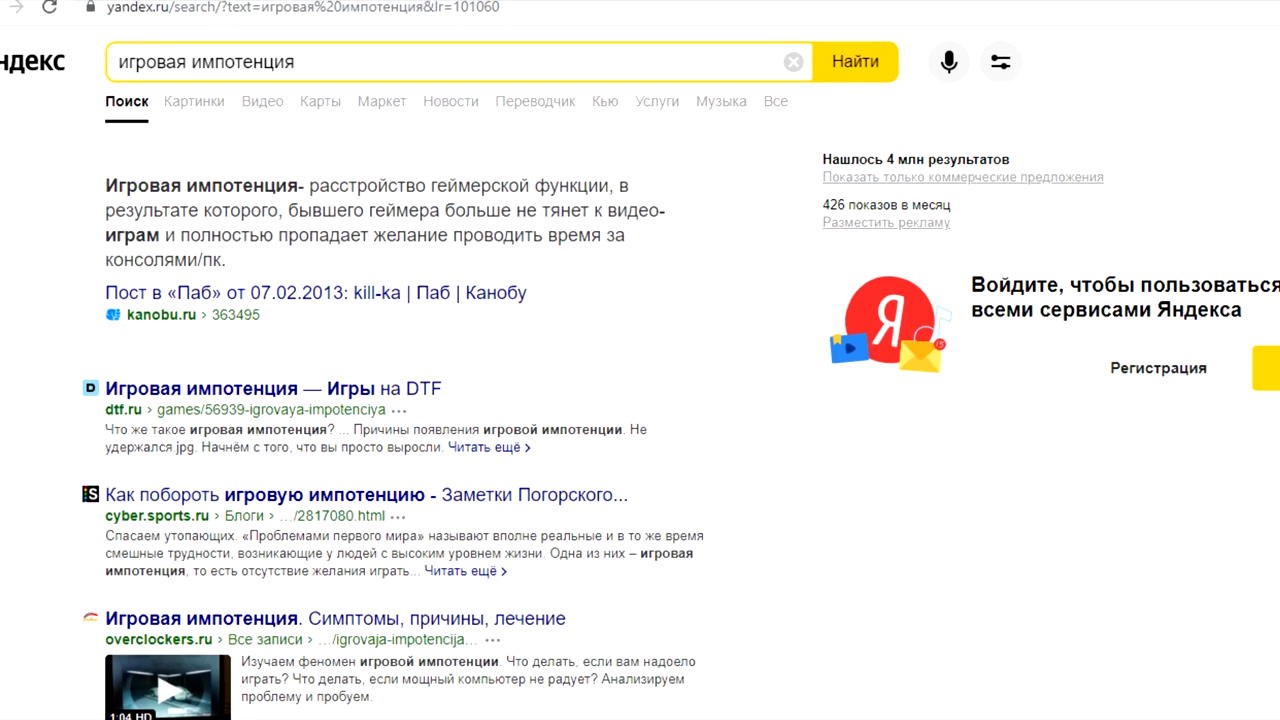 yandex.ru/search/?text=игровая%20импотенция&lr=101060
ндекс
игровая импотенция
Найти
Поиск Картинки Видео Карты Маркет Новости Переводчик Кью Услуги Музыка Все
Игровая импотенция- расстройство геймерской функции, в
результате которого, бывшего геймера больше не тянет к видео-
играм и полностью пропадает желание проводить время за
консолями/пк.
Пост в «Паб» от 07.02.2013: kill-ka | Паб | Канобу
kanobu.ru › 363495
Нашлось 4 млн результатов
Показать только коммерческие предложения
426 показов в месяц
Разместить рекламу
Я
Войдите, чтобы пользоваться
всеми сервисами Яндекса
Регистрация
D
Игровая импотенция — Игры на DTF
dtf.ru › games/56939-igrovaya-impotenciya ···
Что же такое игровая импотенция? ... Причины появления игровой импотенции. Не
удержался.jpg. Начнём с того, что вы просто выросли. Читать ещё ›
S
Как побороть игровую импотенцию - Заметки Погорского...
cyber.sports.ru › Блоги › …/2817080.html ···
Спасаем утопающих. «Проблемами первого мира» называют вполне реальные и в то же время
смешные трудности, возникающие у людей с высоким уровнем жизни. Одна из них – игровая
импотенция, то есть отсутствие желания играть... Читать ещё ›
Игровая импотенция. Симптомы, причины, лечение
overclockers.ru › Все записи › …/igrovaja-impotencija… ···
Изучаем феномен игровой импотенции. Что делать, если вам надоело
играть? Что делать, если мощный компьютер не радует? Анализируем
проблему и пробуем.
1:04 HD